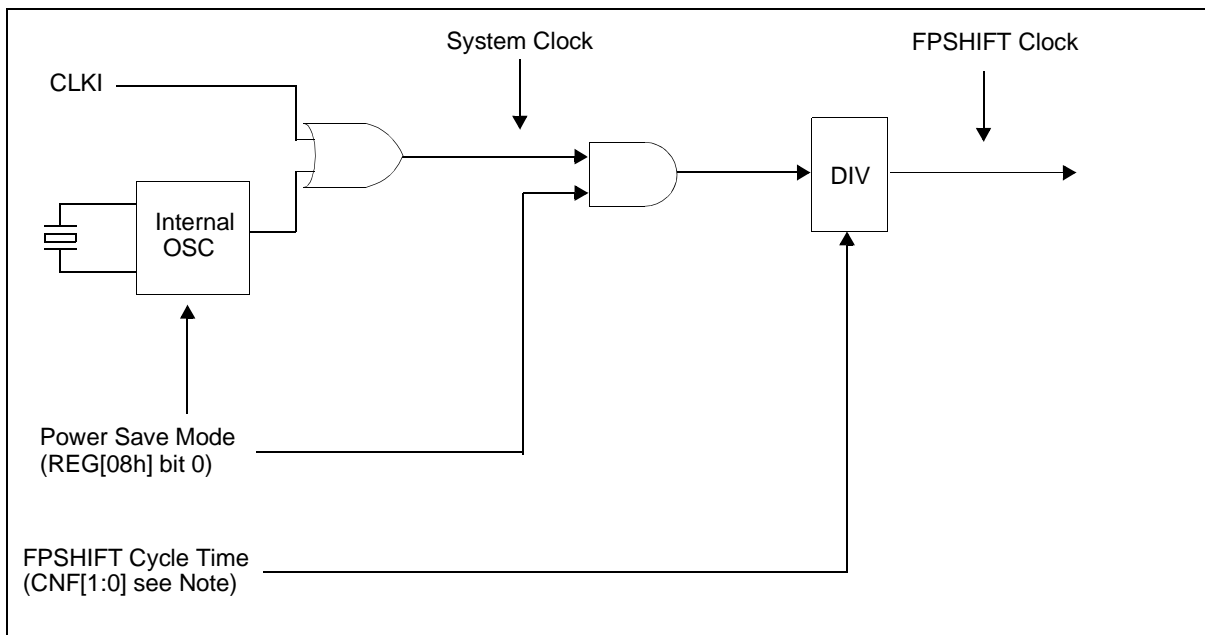 System Clock
FPSHIFT Clock
CLKI
DIV
Internal
OSC
Power Save Mode
(REG[08h] bit 0)
FPSHIFT Cycle Time
(CNF[1:0] see Note)